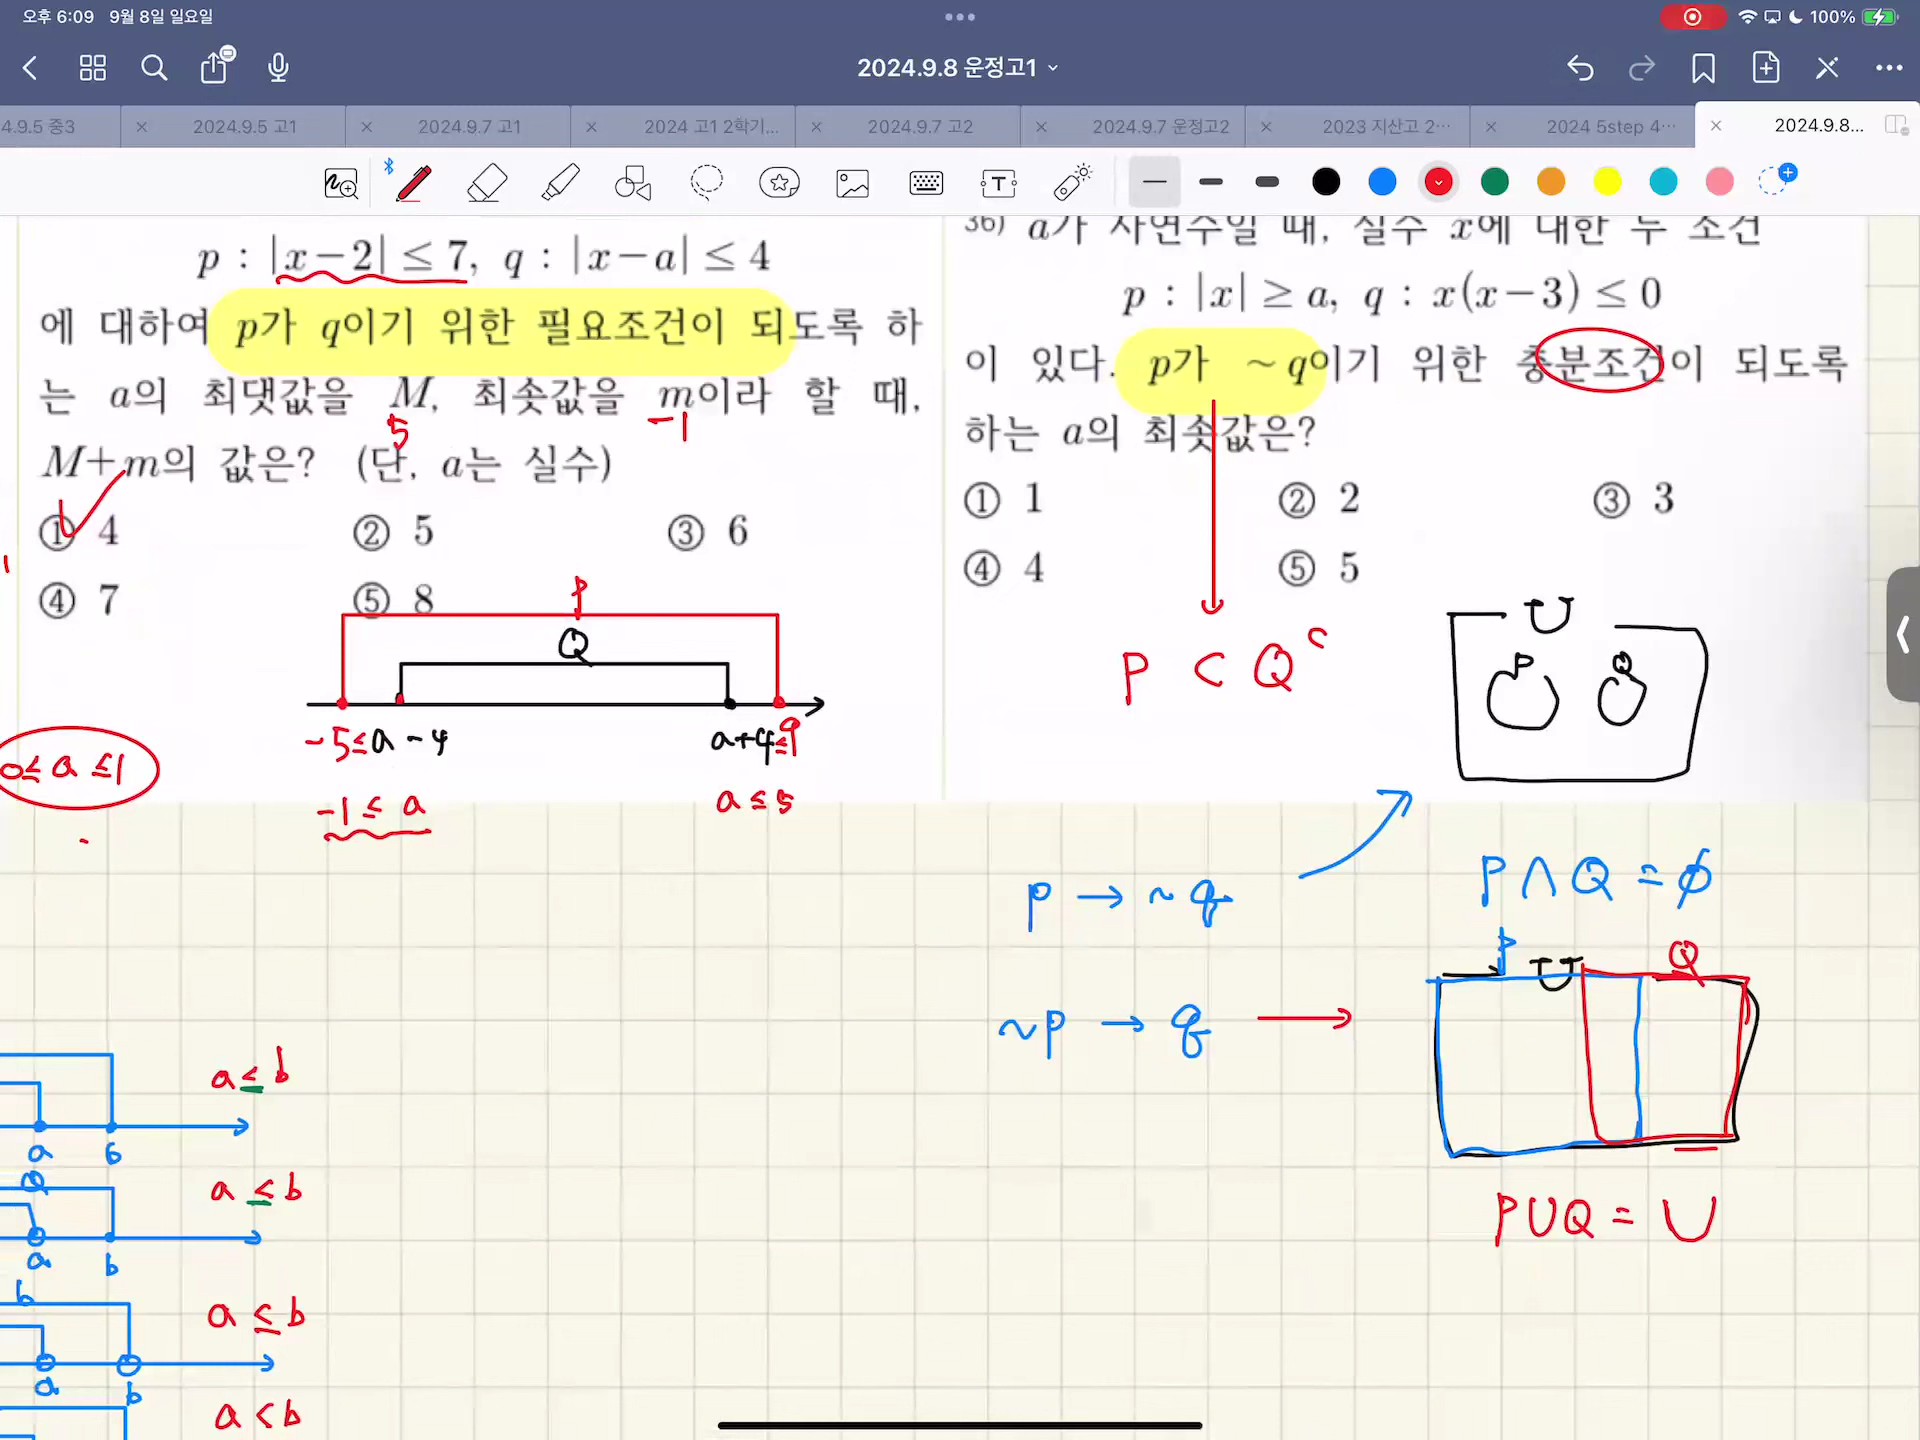 오후 6:09 9월 8일 일요일
100%
2024.9.8 운정고1
4.9.5 중3
2024.9.5 고1
2024.9.7 고1
2024 고1 2학기...
2024.9.7 고2
2024.9.7 운정고2
2023 지산고 2...
2024 5step 4...
2024.9.8...
p : |x-2| ≤ 7, q : |x-a| ≤ 4
에 대하여 p가 q이기 위한 필요조건이 되도록 하
는 a의 최댓값을 M, 최솟값을 m이라 할 때,
5 -1
M+m의 값은? (단, a는 실수)
① 4 ② 5 ③ 6
④ 7 ⑤ 8
P
Q
-5≤a-4 a+4≤9
-1≤a a≤5
0≤a≤1
36) a가 자연수일 때, 실수 x에 대한 두 조건
p : |x| ≥ a, q : x(x-3) ≤ 0
이 있다. p가 ~q이기 위한 충분조건이 되도록
하는 a의 최솟값은?
① 1 ② 2 ③ 3
④ 4 ⑤ 5
P ⊂ Qᶜ
U
P Q
p → ~q
P∩Q = ∅
~p → q
P U Q
P∪Q = U
a≤b
a b
a≤b
a b
b
a≤b
a b
a<b